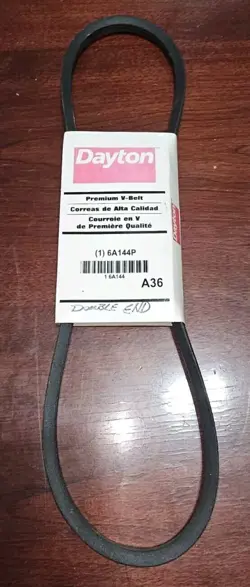 Dayton
Premium V-Belt
Correas de Alta Calidad
Courroie en V
de Première Qualité
(1) 6A144P
1 6A144
A36
DOUBLE END